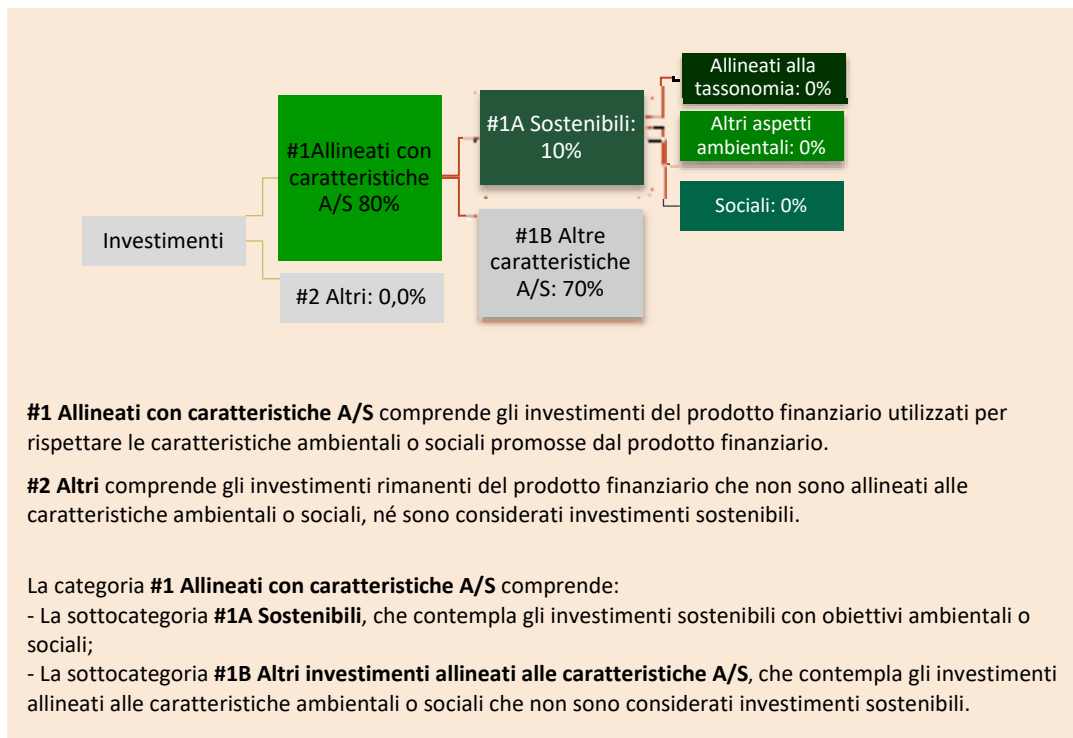 Allineati alla
tassonomia: 0%
#1A Sostenibili:
10%
#1Allineati con
caratteristiche
A/S 80%
Altri aspetti
ambientali: 0%
Sociali: 0%
Investimenti
#1B Altre
caratteristiche
A/S: 70%
#2 Altri: 0,0%
#1 Allineati con caratteristiche A/S comprende gli investimenti del prodotto finanziario utilizzati per
rispettare le caratteristiche ambientali o sociali promosse dal prodotto finanziario.
#2 Altri comprende gli investimenti rimanenti del prodotto finanziario che non sono allineati alle
caratteristiche ambientali o sociali, né sono considerati investimenti sostenibili.
La categoria #1 Allineati con caratteristiche A/S comprende:
- La sottocategoria #1A Sostenibili, che contempla gli investimenti sostenibili con obiettivi ambientali o
sociali;
- La sottocategoria #1B Altri investimenti allineati alle caratteristiche A/S, che contempla gli investimenti
allineati alle caratteristiche ambientali o sociali che non sono considerati investimenti sostenibili.